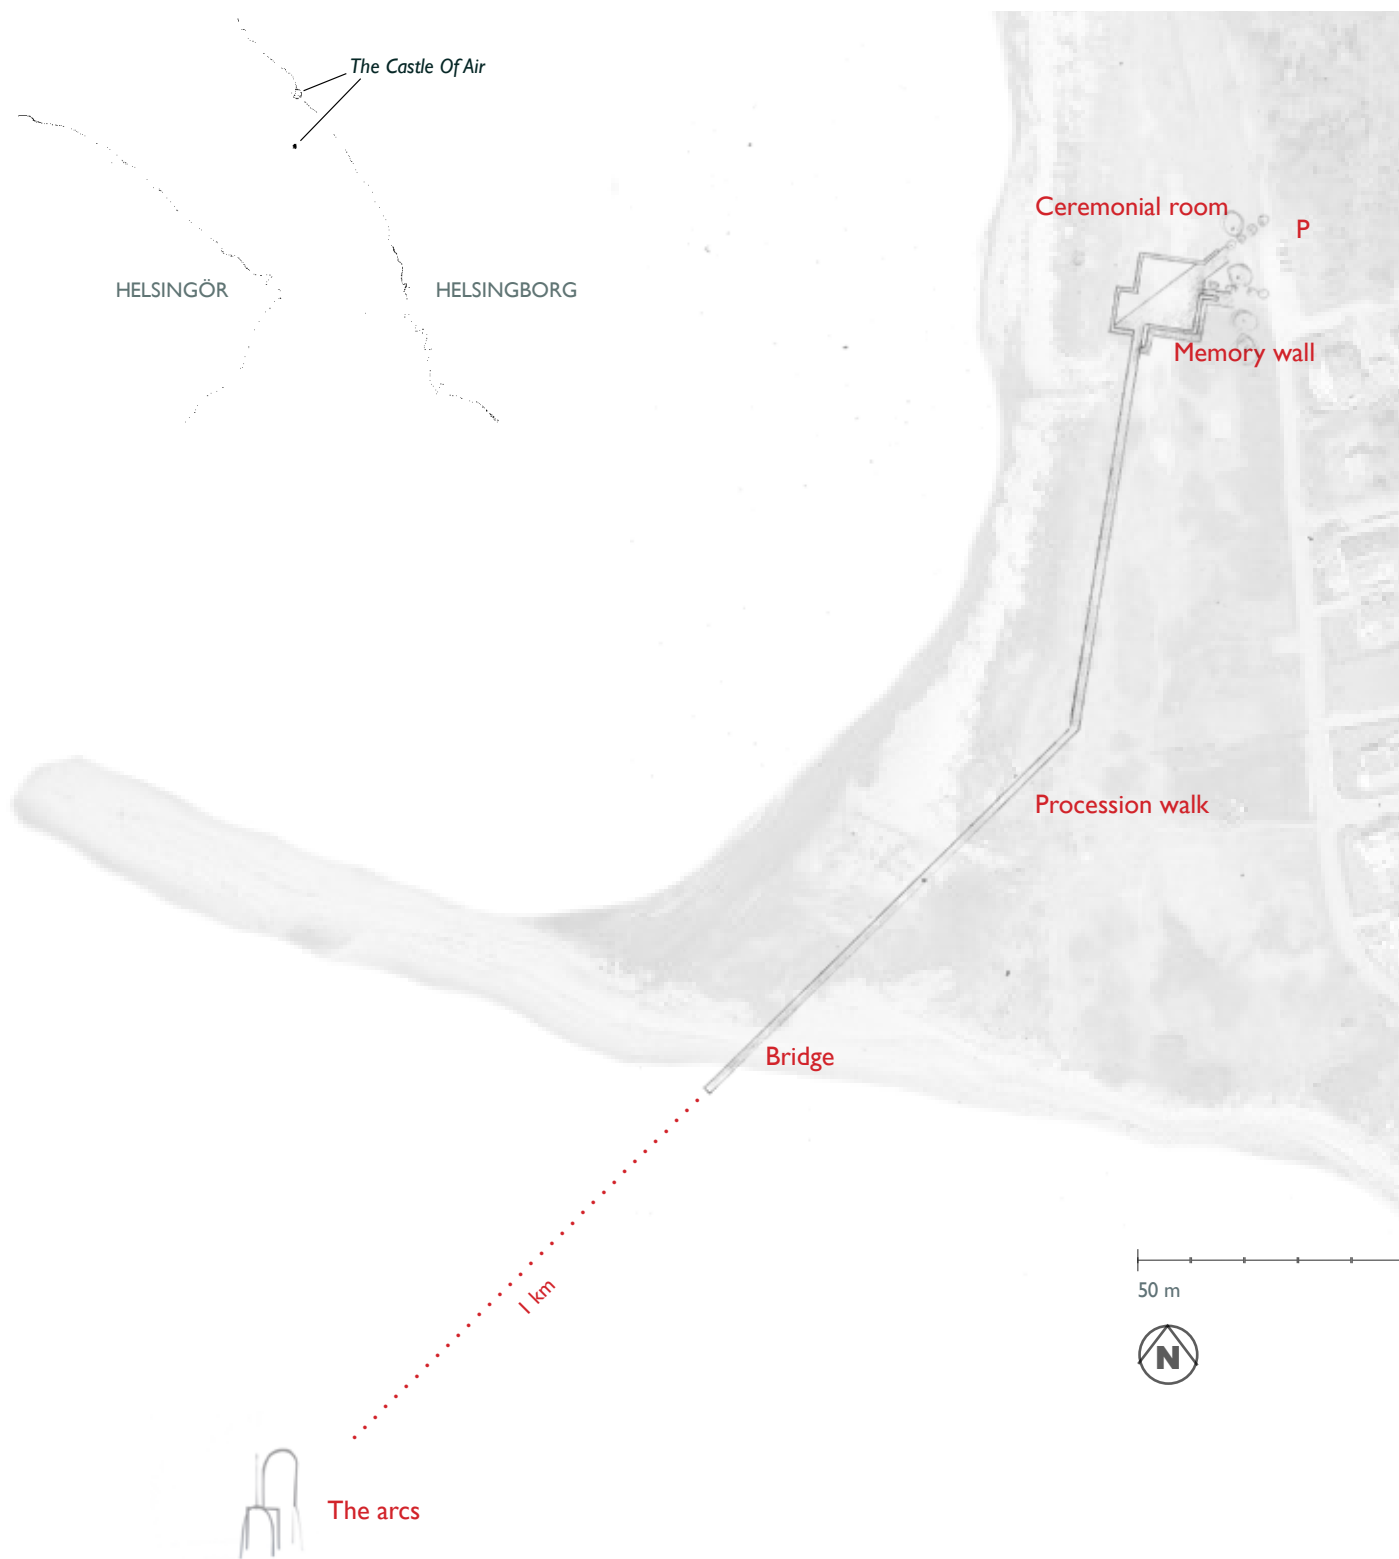 The Castle Of Air
HELSINGÖR
HELSINGBORG
Ceremonial room
P
Memory wall
Procession walk
Bridge
1 km
50 m
N
The arcs